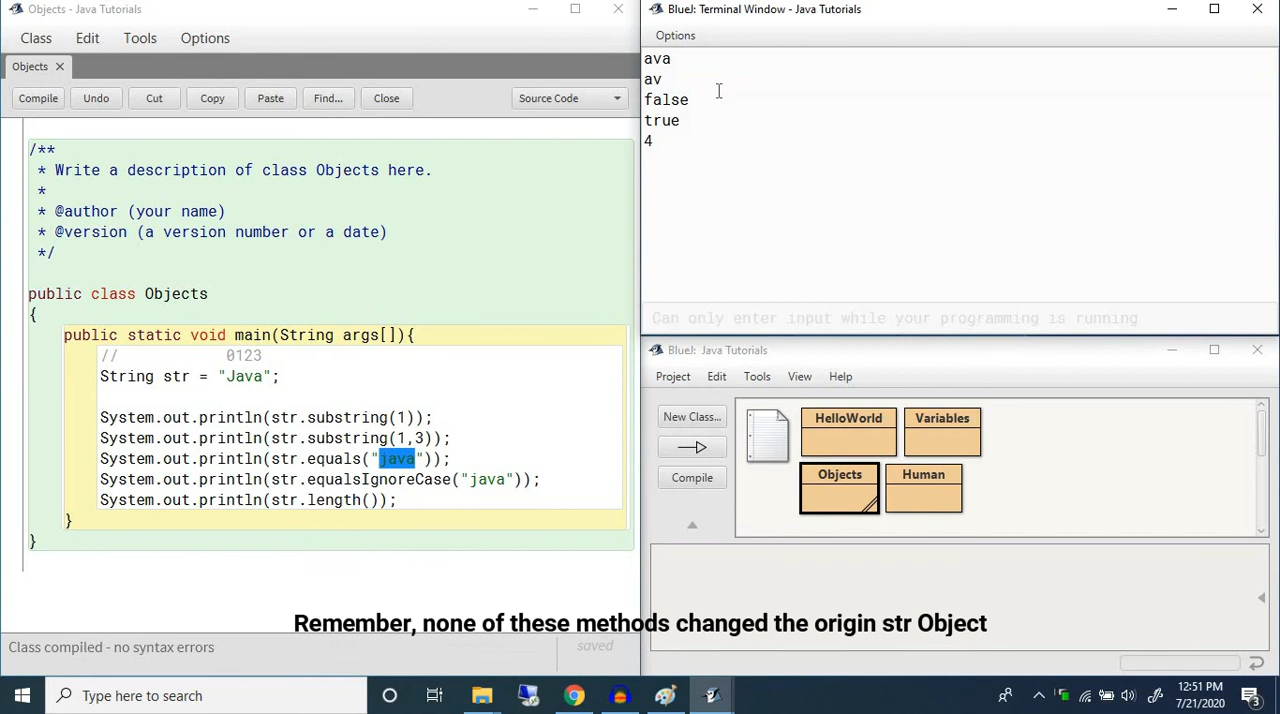 Objects - Java Tutorials
Class Edit Tools Options
Objects
Compile Undo Cut Copy Paste Find... Close Source Code
/**
* Write a description of class Objects here.
*
* @author (your name)
* @version (a version number or a date)
*/
public class Objects
{
public static void main(String args[]){
// 0123
String str = "Java";
System.out.println(str.substring(1));
System.out.println(str.substring(1,3));
System.out.println(str.equals("java"));
System.out.println(str.equalsIgnoreCase("java"));
System.out.println(str.length());
}
}
Class compiled - no syntax errors
saved
BlueJ: Terminal Window - Java Tutorials
Options
ava
av
false
true
4
Can only enter input while your programming is running
BlueJ: Java Tutorials
Project Edit Tools View Help
New Class...
Compile
HelloWorld Variables
Objects Human
Remember, none of these methods changed the origin str Object
Type here to search
12:51 PM
7/21/2020
3